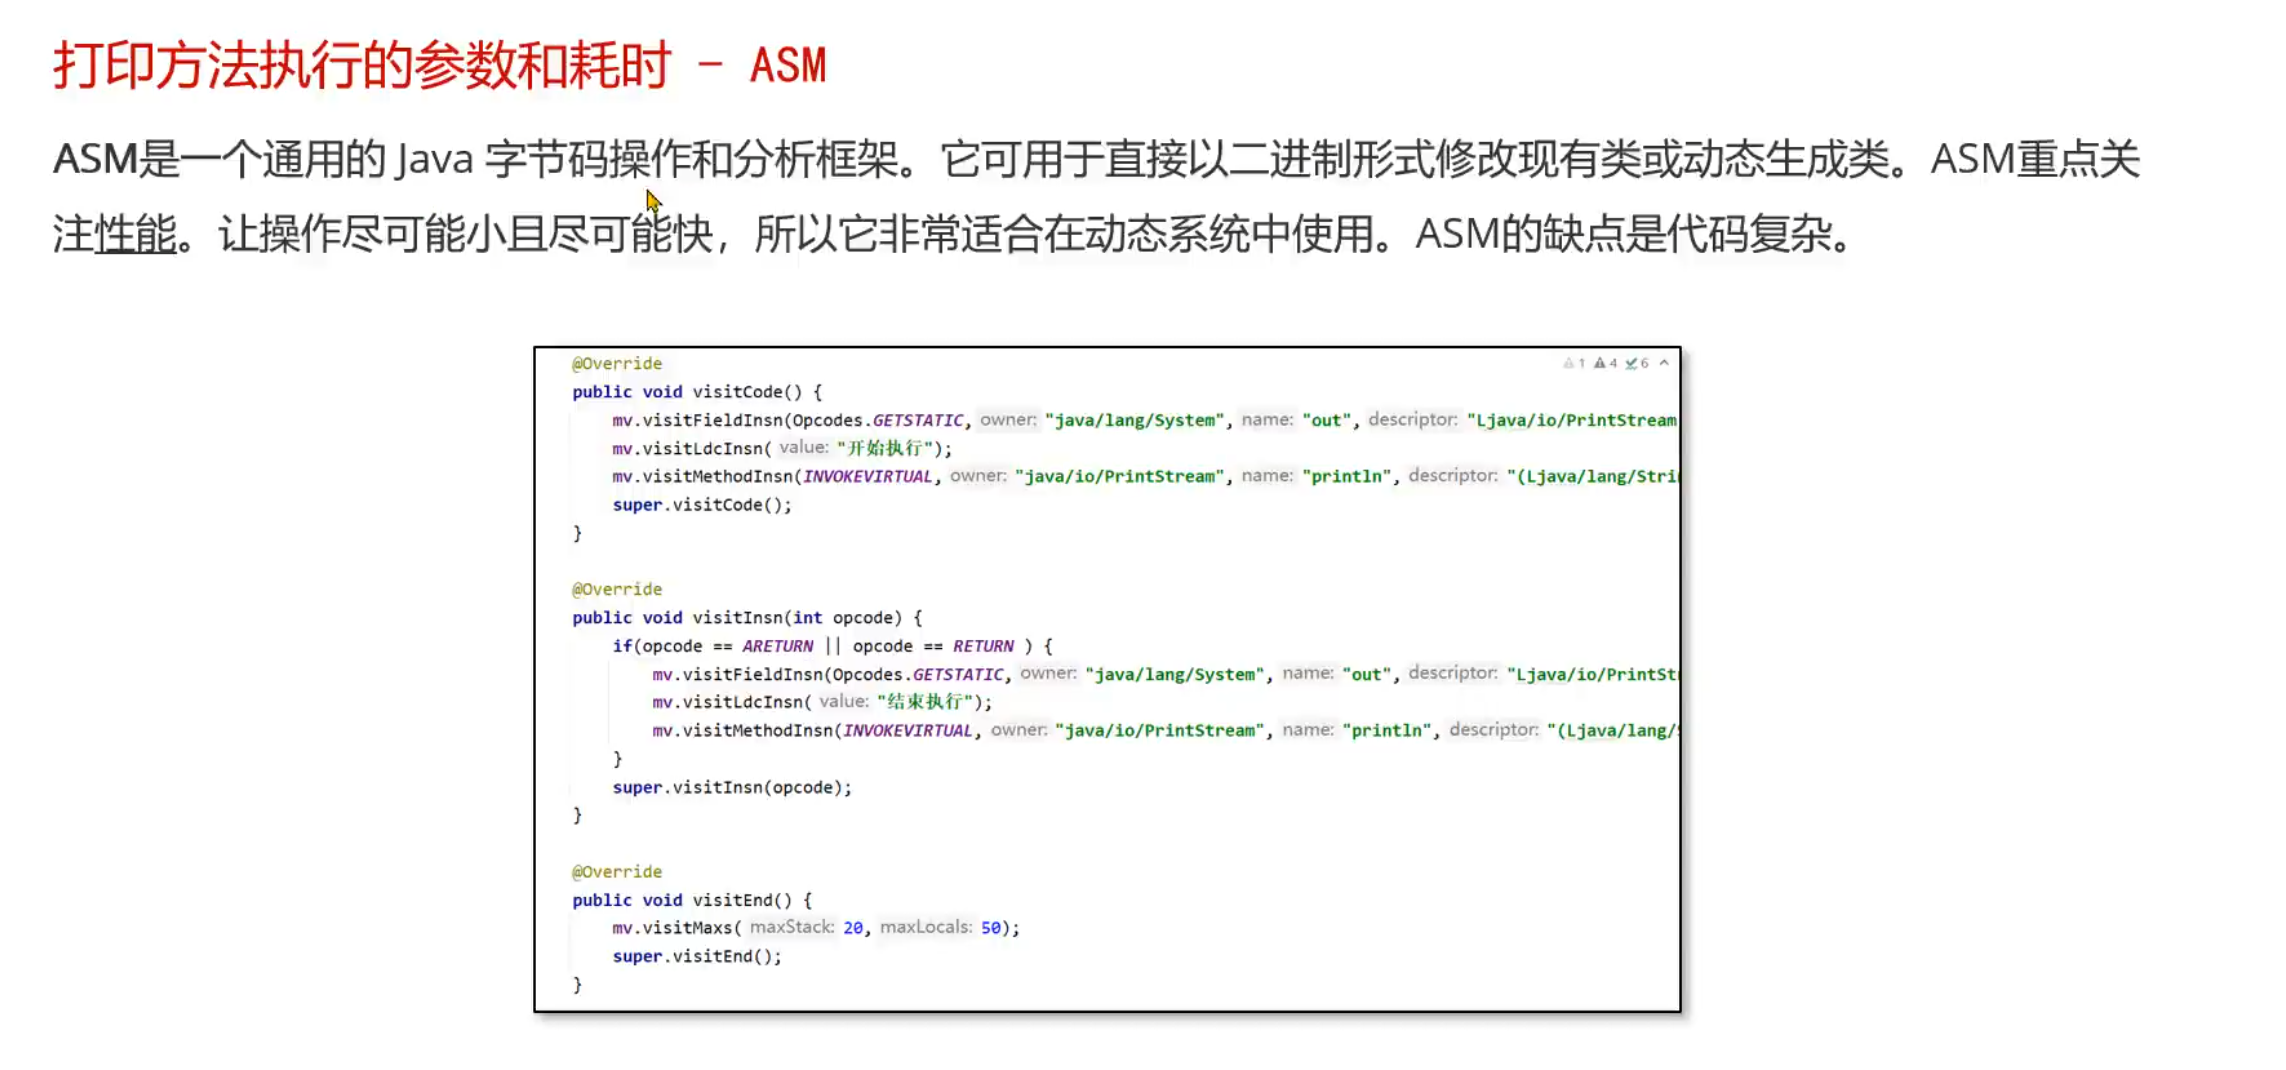 打印方法执行的参数和耗时 - ASM
ASM是一个通用的 Java 字节码操作和分析框架。它可用于直接以二进制形式修改现有类或动态生成类。ASM重点关
注性能。让操作尽可能小且尽可能快，所以它非常适合在动态系统中使用。ASM的缺点是代码复杂。
@Override 1 4 6
public void visitCode() {
mv.visitFieldInsn(Opcodes.GETSTATIC, owner: "java/lang/System", name: "out", descriptor: "Ljava/io/PrintStream
mv.visitLdcInsn( value: "开始执行");
mv.visitMethodInsn(INVOKEVIRTUAL, owner: "java/io/PrintStream", name: "println", descriptor: "(Ljava/lang/Stri
super.visitCode();
}
@Override
public void visitInsn(int opcode) {
if(opcode == ARETURN || opcode == RETURN ) {
mv.visitFieldInsn(Opcodes.GETSTATIC, owner: "java/lang/System", name: "out", descriptor: "Ljava/io/PrintSt
mv.visitLdcInsn( value: "结束执行");
mv.visitMethodInsn(INVOKEVIRTUAL, owner: "java/io/PrintStream", name: "println", descriptor: "(Ljava/lang/
}
super.visitInsn(opcode);
}
@Override
public void visitEnd() {
mv.visitMaxs( maxStack: 20, maxLocals: 50);
super.visitEnd();
}